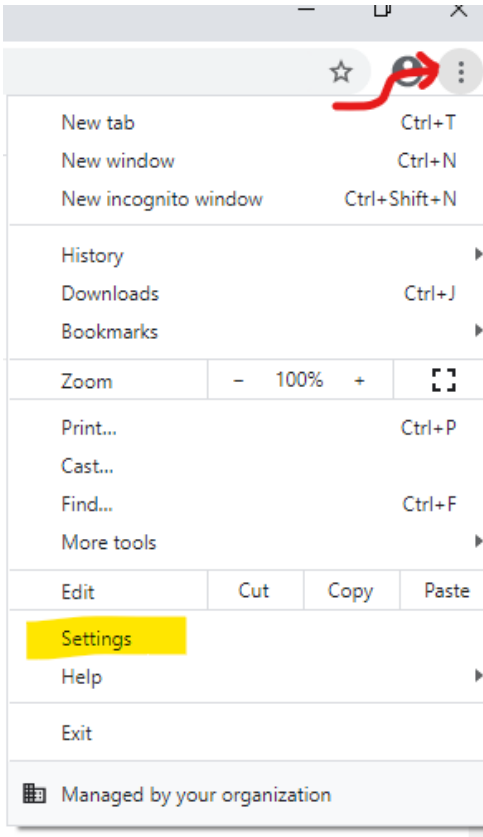 New tab Ctrl+T
New window Ctrl+N
New incognito window Ctrl+Shift+N
History
Downloads Ctrl+J
Bookmarks
Zoom - 100% +
Print... Ctrl+P
Cast...
Find... Ctrl+F
More tools
Edit Cut Copy Paste
Settings
Help
Exit
Managed by your organization